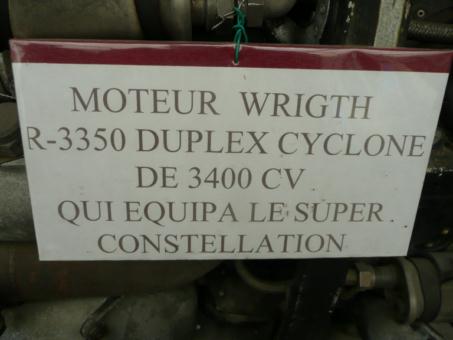 MOTEUR WRIGTH
R-3350 DUPLEX CYCLONE
DE 3400 CV
QUI EQUIPA LE SUPER
CONSTELLATION